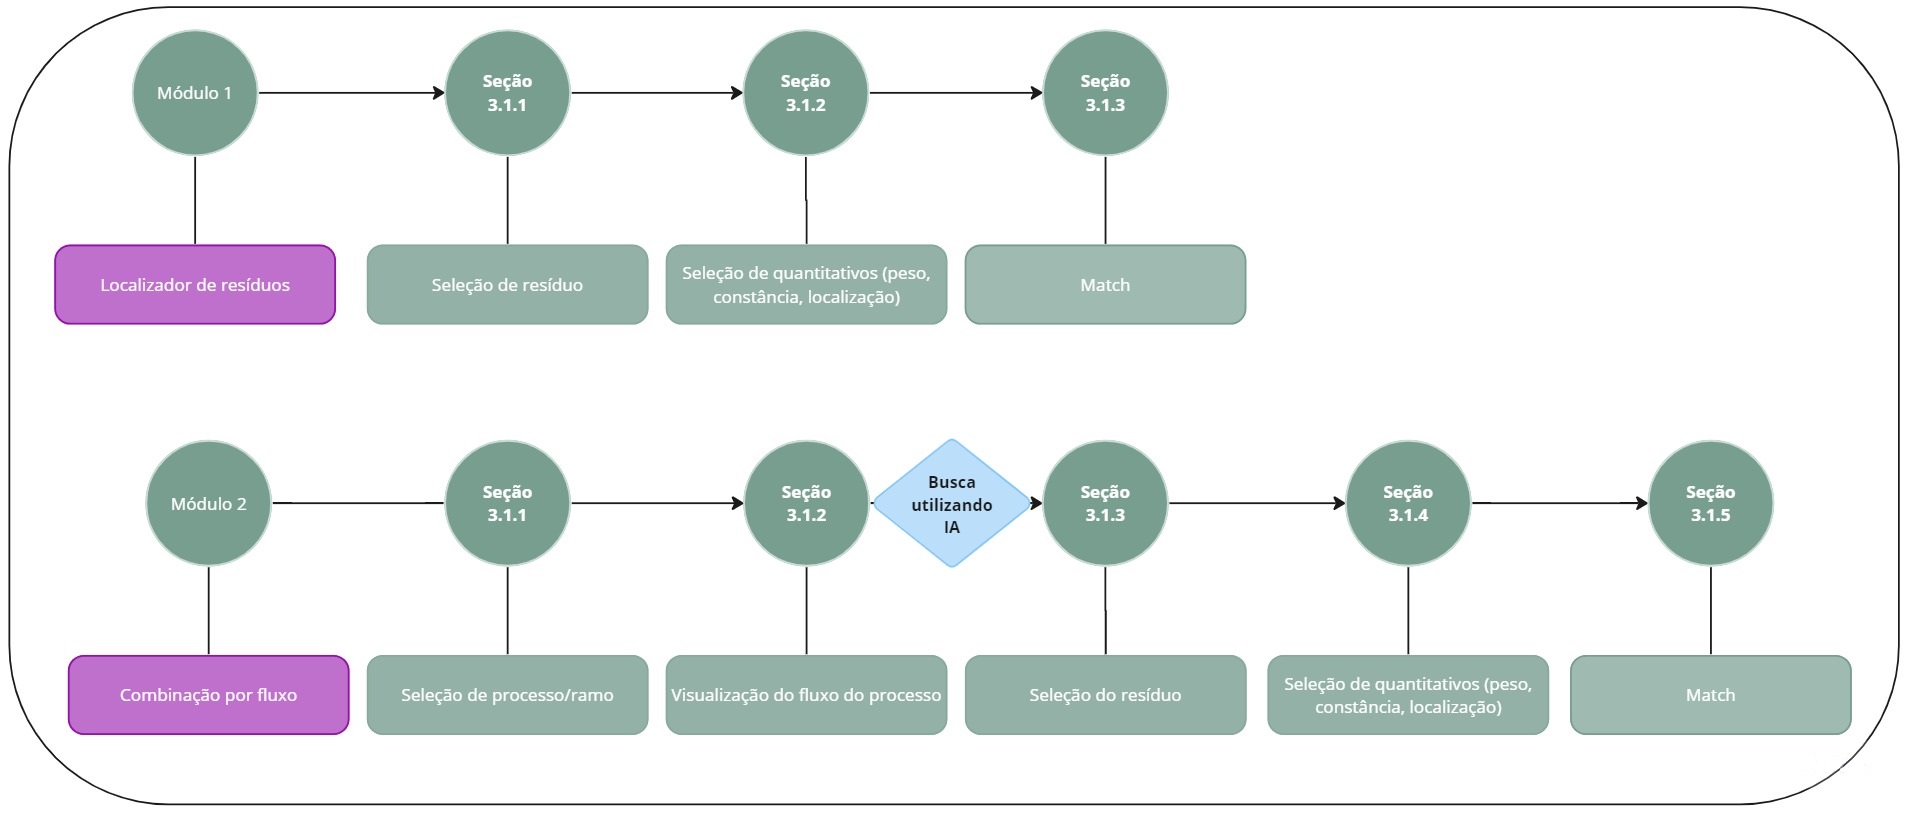 Módulo 1
Seção
3.1.1
Seção
3.1.2
Seção
3.1.3
Localizador de resíduos
Seleção de resíduo
Seleção de quantitativos (peso,
constância, localização)
Match
Módulo 2
Seção
3.1.1
Seção
3.1.2
Busca
utilizando
IA
Seção
3.1.3
Seção
3.1.4
Seção
3.1.5
Combinação por fluxo
Seleção de processo/ramo
Visualização do fluxo do processo
Seleção do resíduo
Seleção de quantitativos (peso,
constância, localização)
Match